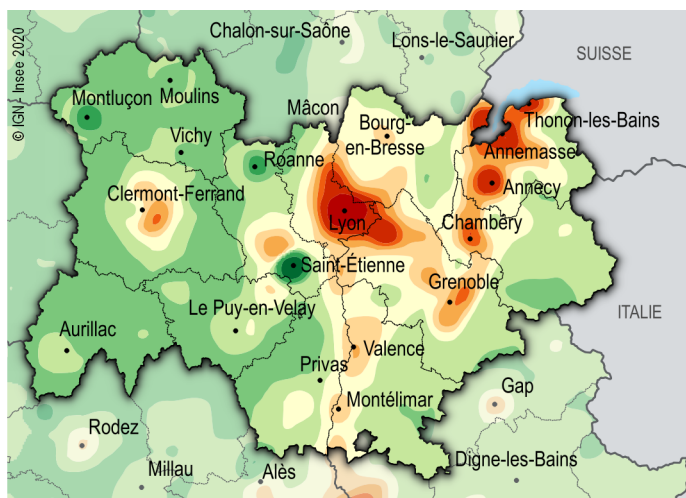 © IGN - Insee 2020
Chalon-sur-Saône
Lons-le-Saunier
SUISSE
Montluçon
Moulins
Mâcon
Bourg-
en-Bresse
Thonon-les-Bains
Vichy
Roanne
Annemasse
Clermont-Ferrand
Annecy
Lyon
Chambéry
Saint-Étienne
Grenoble
Le Puy-en-Velay
ITALIE
Aurillac
Valence
Privas
Gap
Montélimar
Rodez
Digne-les-Bains
Millau
Alès